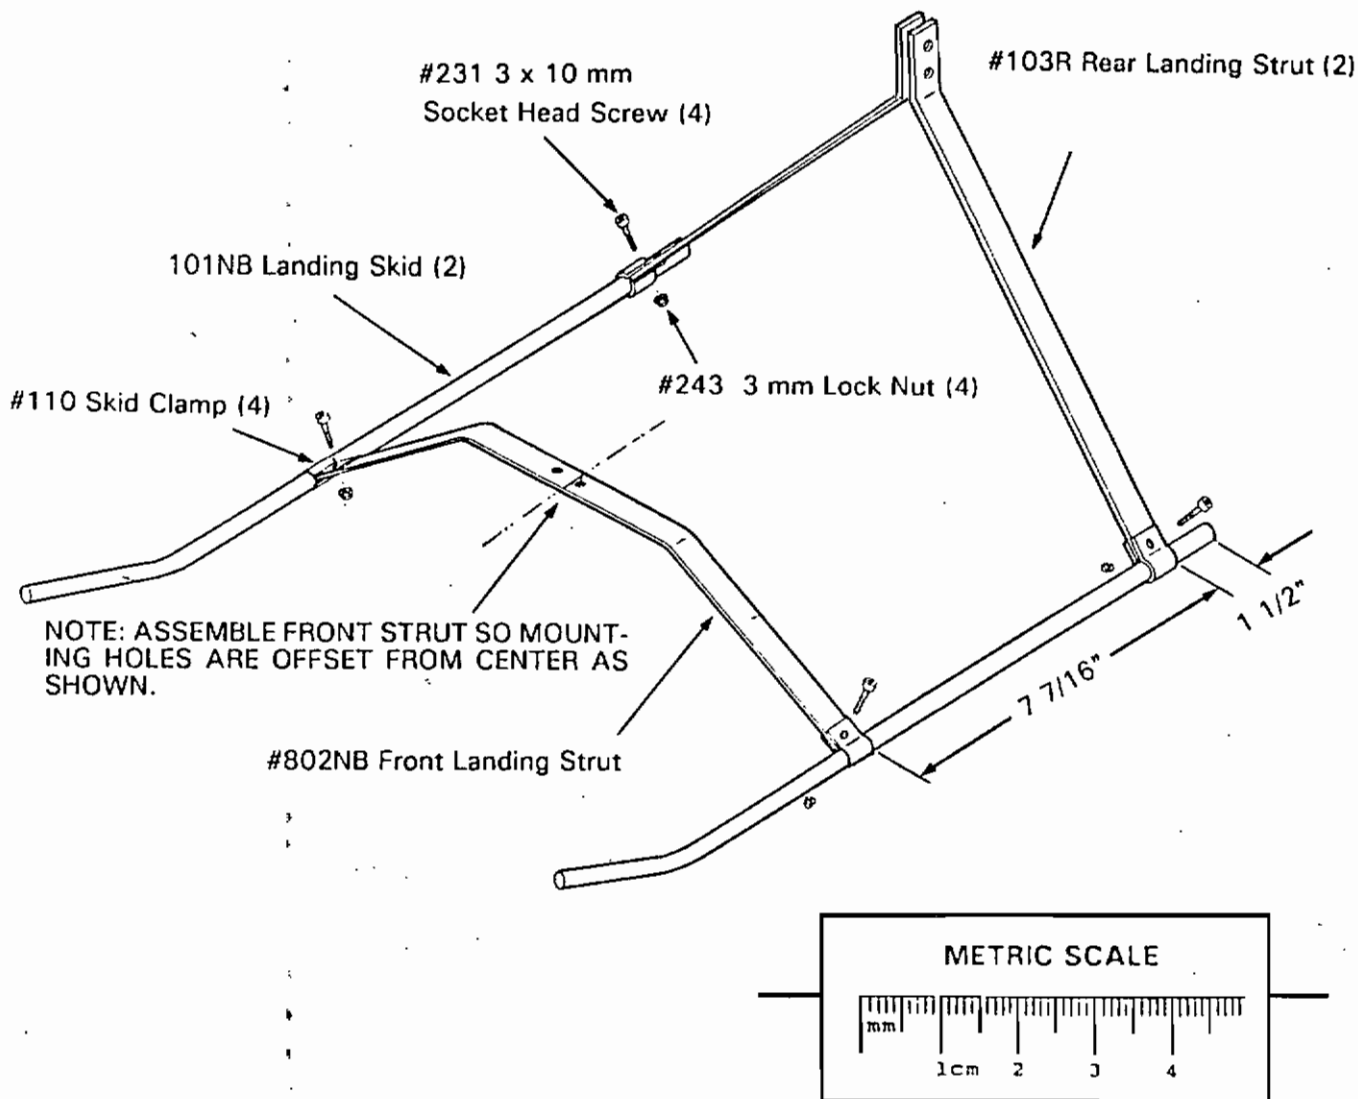 #231 3 x 10 mm
Socket Head Screw (4)
#103R Rear Landing Strut (2)
101NB Landing Skid (2)
#243 3 mm Lock Nut (4)
#110 Skid Clamp (4)
NOTE: ASSEMBLE FRONT STRUT SO MOUNT-
ING HOLES ARE OFFSET FROM CENTER AS
SHOWN.
1 1/2"
7 7/16"
#802NB Front Landing Strut
METRIC SCALE
mm
1cm 2 3 4